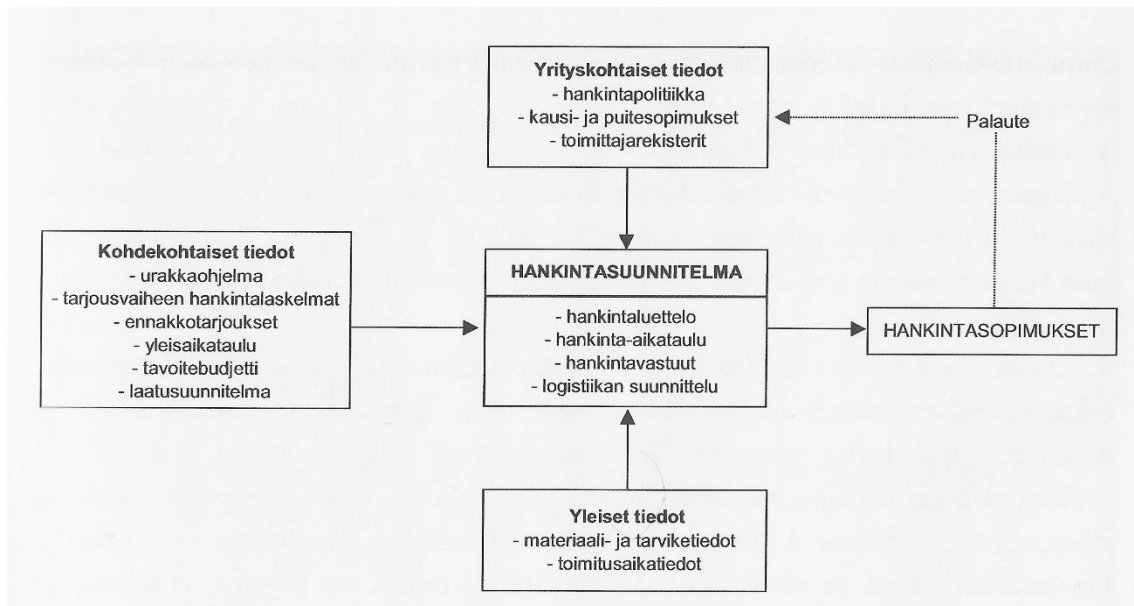 Yrityskohtaiset tiedot
- hankintapolitiikka
- kausi- ja puitesopimukset
- toimittajarekisterit
Palaute
Kohdekohtaiset tiedot
- urakkaohjelma
- tarjousvaiheen hankintalaskelmat
- ennakkotarjoukset
- yleisaikataulu
- tavoitebudjetti
- laatusuunnitelma
HANKINTASUUNNITELMA
- hankintaluettelo
- hankinta-aikataulu
- hankintavastuut
- logistiikan suunnittelu
HANKINTASOPIMUKSET
Yleiset tiedot
- materiaali- ja tarviketiedot
- toimitusaikatiedot